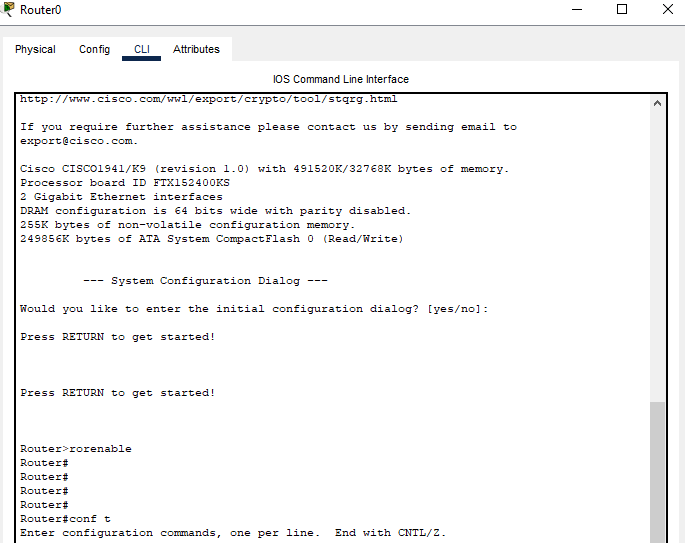 Router0
Physical Config CLI Attributes
IOS Command Line Interface
http://www.cisco.com/wwl/export/crypto/tool/stqrg.html
If you require further assistance please contact us by sending email to
export@cisco.com.
Cisco CISCO1941/K9 (revision 1.0) with 491520K/32768K bytes of memory.
Processor board ID FTX152400KS
2 Gigabit Ethernet interfaces
DRAM configuration is 64 bits wide with parity disabled.
255K bytes of non-volatile configuration memory.
249856K bytes of ATA System CompactFlash 0 (Read/Write)
--- System Configuration Dialog ---
Would you like to enter the initial configuration dialog? [yes/no]:
Press RETURN to get started!
Press RETURN to get started!
Router>rorenable
Router#
Router#
Router#
Router#
Router#conf t
Enter configuration commands, one per line.  End with CNTL/Z.